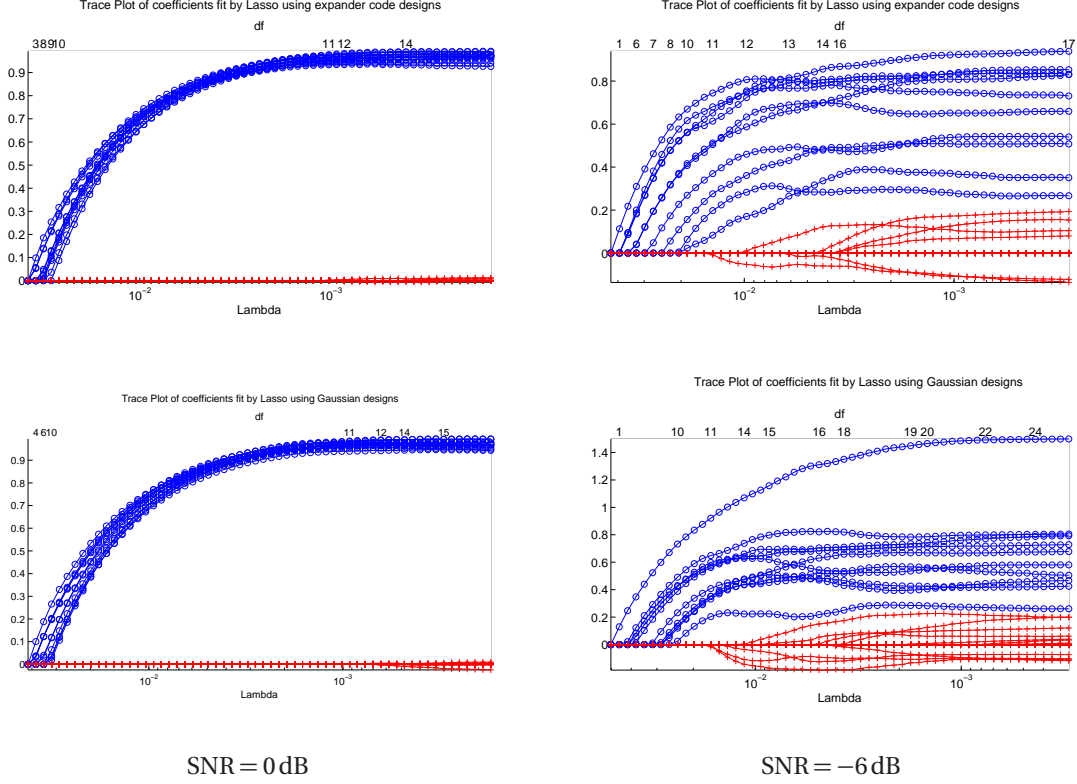 Trace Plot of coefficients fit by Lasso using expander code designs
df
3 8 9 10 11 12 14
0.9
0.8
0.7
0.6
0.5
0.4
0.3
0.2
0.1
0
10⁻² 10⁻³
Lambda
Trace Plot of coefficients fit by Lasso using expander code designs
df
1 6 7 8 10 11 12 13 14 16 17
0.8
0.6
0.4
0.2
0
10⁻² 10⁻³
Lambda
Trace Plot of coefficients fit by Lasso using Gaussian designs
df
4 6 10 11 12 14 15
0.9
0.8
0.7
0.6
0.5
0.4
0.3
0.2
0.1
0
10⁻² 10⁻³
Lambda
Trace Plot of coefficients fit by Lasso using Gaussian designs
df
1 10 11 14 15 16 18 19 20 22 24
1.4
1.2
1
0.8
0.6
0.4
0.2
0
10⁻² 10⁻³
Lambda
SNR = 0 dB
SNR = −6 dB